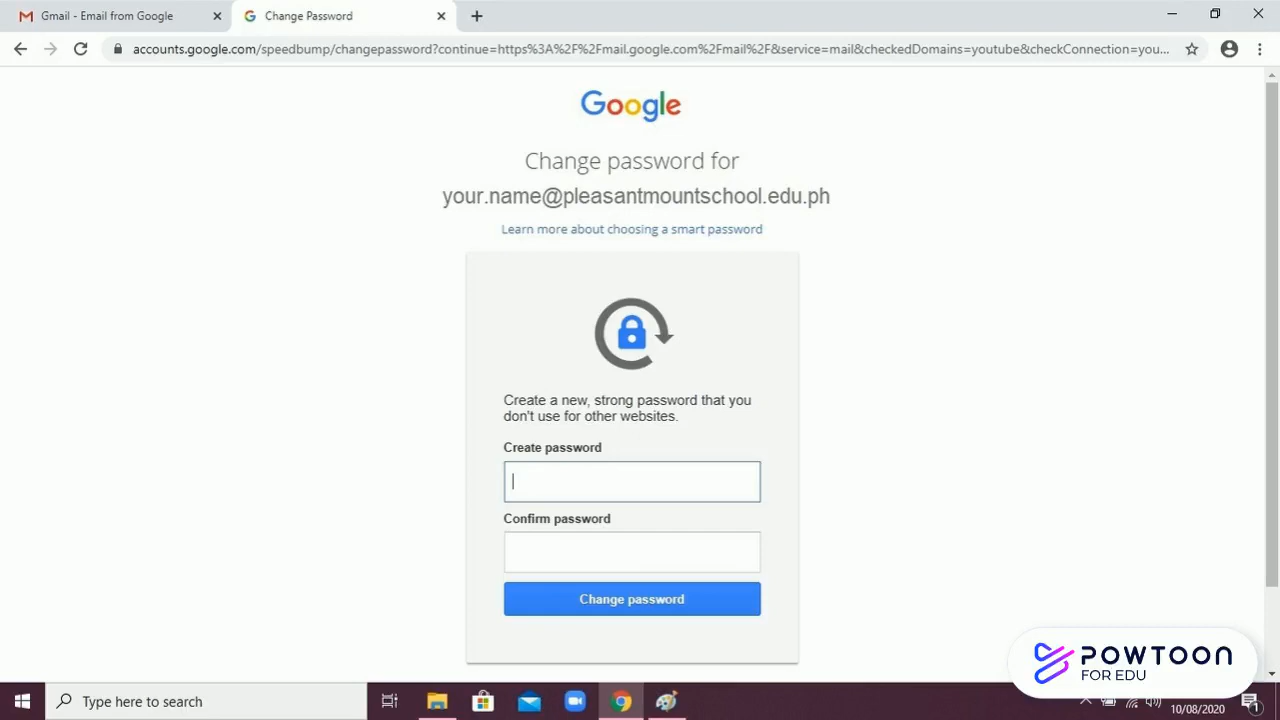 Gmail - Email from Google
Change Password
accounts.google.com/speedbump/changepassword?continue=https%3A%2F%2Fmail.google.com%2Fmail%2F&service=mail&checkedDomains=youtube&checkConnection=you...
Google
Change password for
your.name@pleasantmountschool.edu.ph
Learn more about choosing a smart password
Create a new, strong password that you
don't use for other websites.
Create password
Confirm password
Change password
POWTOON
FOR EDU
Type here to search
10/08/2020
1